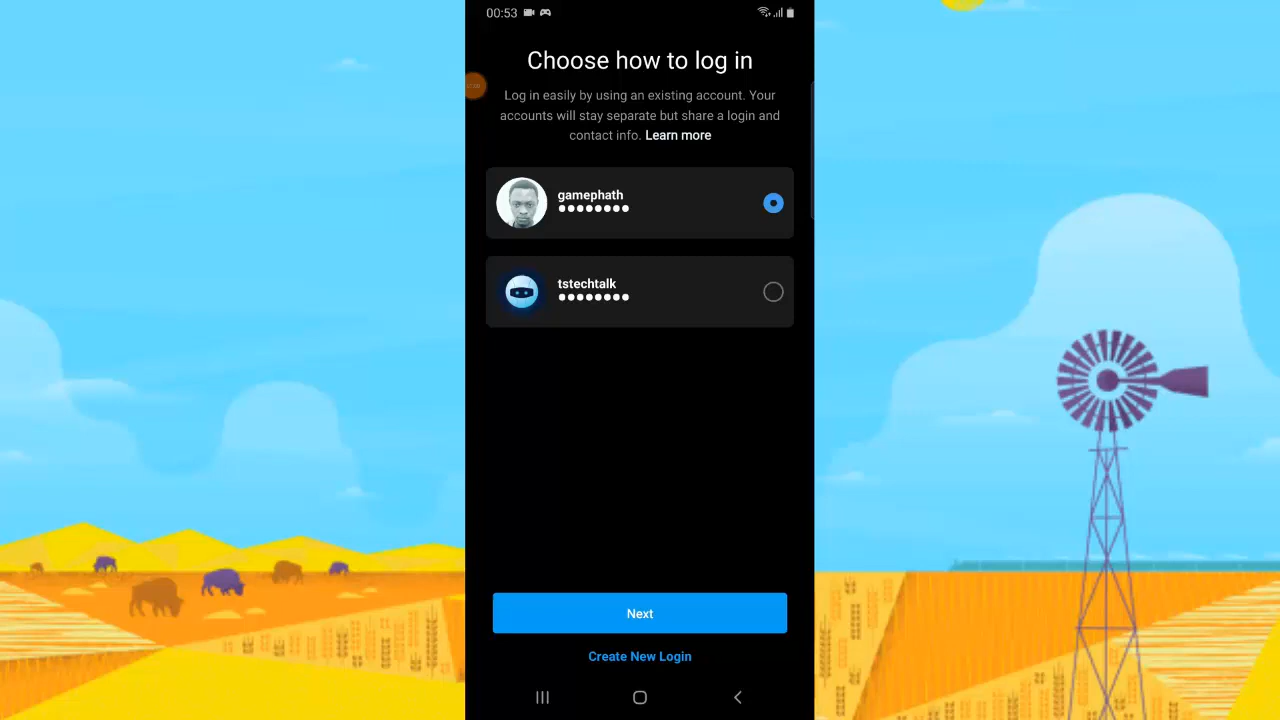 00:53
Choose how to log in
Log in easily by using an existing account. Your
accounts will stay separate but share a login and
contact info. Learn more
gamephath
●●●●●●●●
tstechtalk
●●●●●●●●
Next
Create New Login